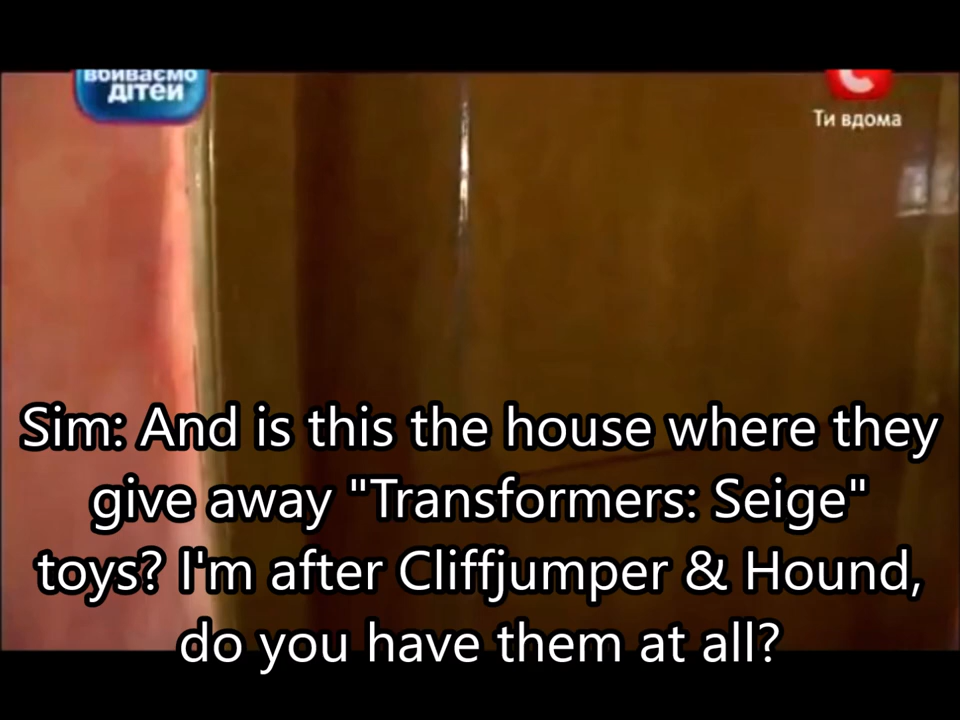 вбиваємо
дітей
Ти вдома
Sim: And is this the house where they
give away "Transformers: Seige"
toys? I'm after Cliffjumper & Hound,
do you have them at all?